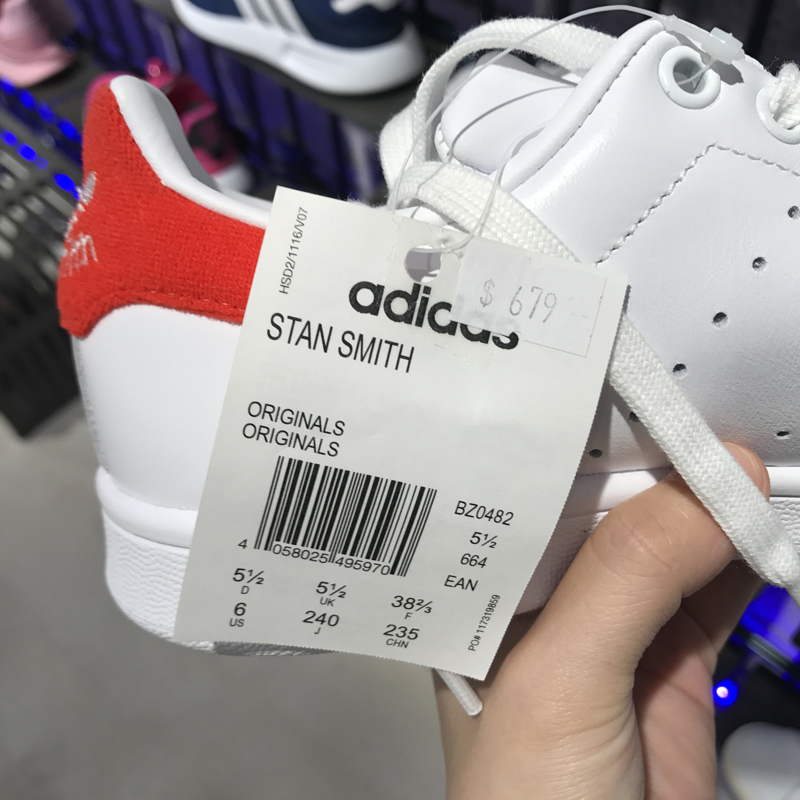 HSD2/1116/V07
adidas
$ 679
STAN SMITH
ORIGINALS
ORIGINALS
BZ0482
5½
664
EAN
4 058025 495970
5½ D
5½ UK
38⅔ F
6 US
240 J
235 CHN
PO# 117319859